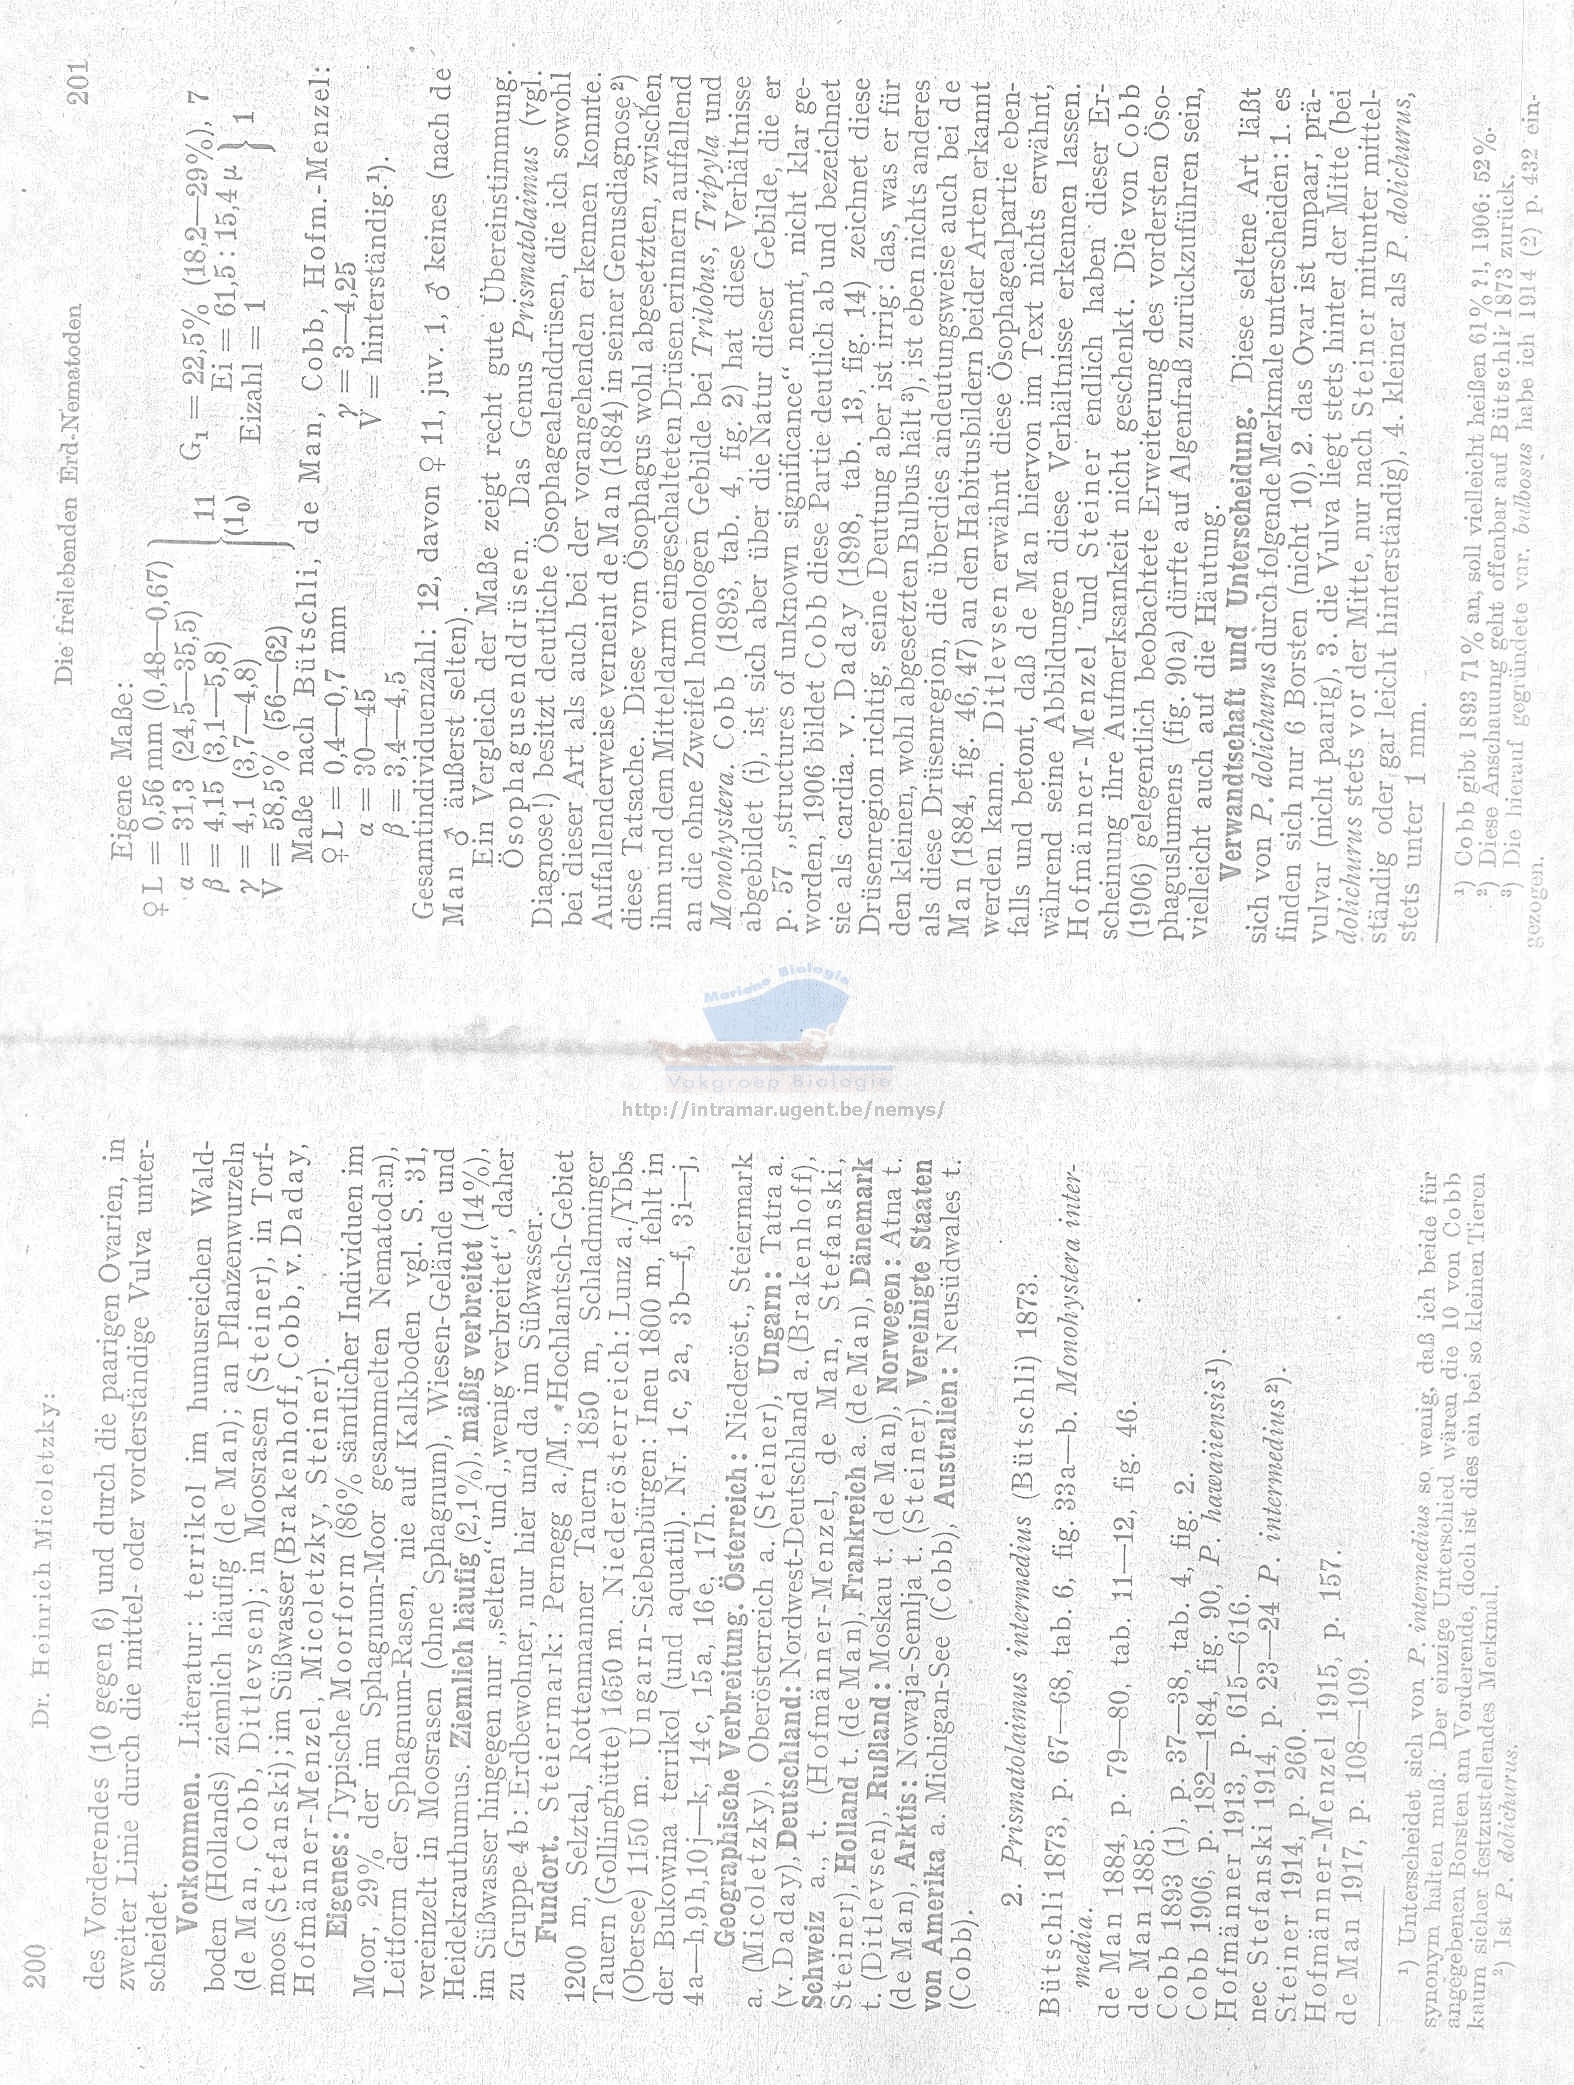 200
Dr. Heinrich Micoletzky:
des Vorderendes (10 gegen 6) und durch die paarigen Ovarien, in
zweiter Linie durch die mittel- oder vorderständige Vulva unter-
scheidet.
Vorkommen. Literatur: terrikol im humusreichen Wald-
boden (Hollands) ziemlich häufig (de Man); an Pflanzenwurzeln
(de Man, Cobb, Ditlevsen); in Moosrasen (Steiner), in Torf-
moos (Stefanski); im Süßwasser (Brakenhoff, Cobb, v. Daday,
Hofmänner-Menzel, Micoletzky, Steiner).
Eigenes: Typische Moorform (86% sämtlicher Individuen im
Moor, 29% der im Sphagnum-Moor gesammelten Nematoden),
Leitform der Sphagnum-Rasen, nie auf Kalkboden vgl. S. 31,
vereinzelt in Moosrasen (ohne Sphagnum), Wiesen-Gelände und
Heidekrauthumus. Ziemlich häufig (2,1%), mäßig verbreitet (14%),
im Süßwasser hingegen nur „selten“ und „wenig verbreitet“, daher
zu Gruppe 4b: Erdbewohner, nur hier und da im Süßwasser.
Fundort. Steiermark: Pernegg a./M., Hochlantsch-Gebiet
1200 m, Selztal, Rottenmanner Tauern 1850 m, Schladminger
Tauern (Gollinghütte) 1650 m. Niederösterreich: Lunz a./Ybbs
(Obersee) 1150 m. Ungarn-Siebenbürgen: Ineu 1800 m, fehlt in
der Bukowina terrikol (und aquatil). Nr. 1c, 2a, 3b—f, 3i—j,
4a—h, 9h, 10j—k, 14c, 15a, 16e, 17h.
Geographische Verbreitung. Österreich: Niederöst., Steiermark
a. (Micoletzky), Oberösterreich a. (Steiner), Ungarn: Tatra a.
(v. Daday), Deutschland: Nordwest-Deutschland a. (Brakenhoff),
Schweiz a., t. (Hofmänner-Menzel, de Man, Stefanski,
Steiner), Holland t. (de Man), Frankreich a. (de Man), Dänemark
t. (Ditlevsen), Rußland: Moskau t. (de Man), Norwegen: Atna t.
(de Man), Arktis: Nowaja-Semlja t. (Steiner), Vereinigte Staaten
von Amerika a. Michigan-See (Cobb), Australien: Neusüdwales t.
(Cobb).
2. Prismatolaimus intermedius (Bütschli) 1873.
Bütschli 1873, p. 67—68, tab. 6, fig. 33a—b. Monohystera inter-
media.
de Man 1884, p. 79—80, tab. 11—12, fig. 46.
de Man 1885.
Cobb 1893 (1), p. 37—38, tab. 4, fig. 2.
Cobb 1906, p. 182—184, fig. 90, P. hawaiiensis¹).
Hofmänner 1913, p. 615—616.
nec Stefanski 1914, p. 23—24 P. intermedius²).
Steiner 1914, p. 260.
Hofmänner-Menzel 1915, p. 157.
de Man 1917, p. 108—109.
¹) Unterscheidet sich von P. intermedius so wenig, daß ich beide für
synonym halten muß. Der einzige Unterschied wären die 10 von Cobb
angegebenen Borsten am Vorderende, doch ist dies ein bei so kleinen Tieren
kaum sicher festzustellendes Merkmal.
²) Ist P. dolichurus.
Die freilebenden Erd-Nematoden
201
Eigene Maße:
♀ L = 0,56 mm (0,48—0,67)
α = 31,3 (24,5—35,5)
β = 4,15 (3,1—5,8)
γ = 4,1 (3,7—4,8)
V = 58,5% (56—62)
11
(10)
G₁ = 22,5% (18,2—29%), 7
Ei = 61,5 : 15,4 μ
Eizahl = 1
1
Maße nach Bütschli, de Man, Cobb, Hofm.-Menzel:
♀ L = 0,4—0,7 mm
α = 30—45
β = 3,4—4,5
γ = 3—4,25
V = hinterständig.¹).
Gesamtindividuenzahl: 12, davon ♀ 11, juv. 1, ♂ keines (nach de
Man ♂ äußerst selten).
Ein Vergleich der Maße zeigt recht gute Übereinstimmung.
Ösophagusenddrüsen. Das Genus Prismatolaimus (vgl.
Diagnose!) besitzt deutliche Ösophagealenddrüsen, die ich sowohl
bei dieser Art als auch bei der vorangehenden erkennen konnte.
Auffallenderweise verneint de Man (1884) in seiner Genusdiagnose²)
diese Tatsache. Diese vom Ösophagus wohl abgesetzten, zwischen
ihm und dem Mitteldarm eingeschalteten Drüsen erinnern auffallend
an die ohne Zweifel homologen Gebilde bei Trilobus, Tripyla und
Monohystera. Cobb (1893, tab. 4, fig. 2) hat diese Verhältnisse
abgebildet (i), ist sich aber über die Natur dieser Gebilde, die er
p. 57 „structures of unknown significance“ nennt, nicht klar ge-
worden, 1906 bildet Cobb diese Partie deutlich ab und bezeichnet
sie als cardia. v. Daday (1898, tab. 13, fig. 14) zeichnet diese
Drüsenregion richtig, seine Deutung aber ist irrig: das, was er für
den kleinen, wohl abgesetzten Bulbus hält³), ist eben nichts anderes
als diese Drüsenregion, die überdies andeutungsweise auch bei de
Man (1884, fig. 46, 47) an den Habitusbildern beider Arten erkannt
werden kann. Ditlevsen erwähnt diese Ösophagealpartie eben-
falls und betont, daß de Man hiervon im Text nichts erwähnt,
während seine Abbildungen diese Verhältnisse erkennen lassen.
Hofmänner-Menzel und Steiner endlich haben dieser Er-
scheinung ihre Aufmerksamkeit nicht geschenkt. Die von Cobb
(1906) gelegentlich beobachtete Erweiterung des vordersten Öso-
phaguslumens (fig. 90a) dürfte auf Algenfraß zurückzuführen sein,
vielleicht auch auf die Häutung.
Verwandtschaft und Unterscheidung. Diese seltene Art läßt
sich von P. dolichurus durch folgende Merkmale unterscheiden: 1. es
finden sich nur 6 Borsten (nicht 10), 2. das Ovar ist unpaar, prä-
vulvar (nicht paarig), 3. die Vulva liegt stets hinter der Mitte (bei
dolichurus stets vor der Mitte, nur nach Steiner mitunter mittel-
ständig oder gar leicht hinterständig), 4. kleiner als P. dolichurus,
stets unter 1 mm.
¹) Cobb gibt 1893 71% an, soll vielleicht heißen 61% ?!, 1906: 52%.
²) Diese Anschauung geht offenbar auf Bütschli 1873 zurück.
³) Die hierauf gegründete var. bulbosus habe ich 1914 (2) p. 432 ein-
gezogen.
Mariene Biologie
Vakgroep Biologie
http://intramar.ugent.be/nemys/